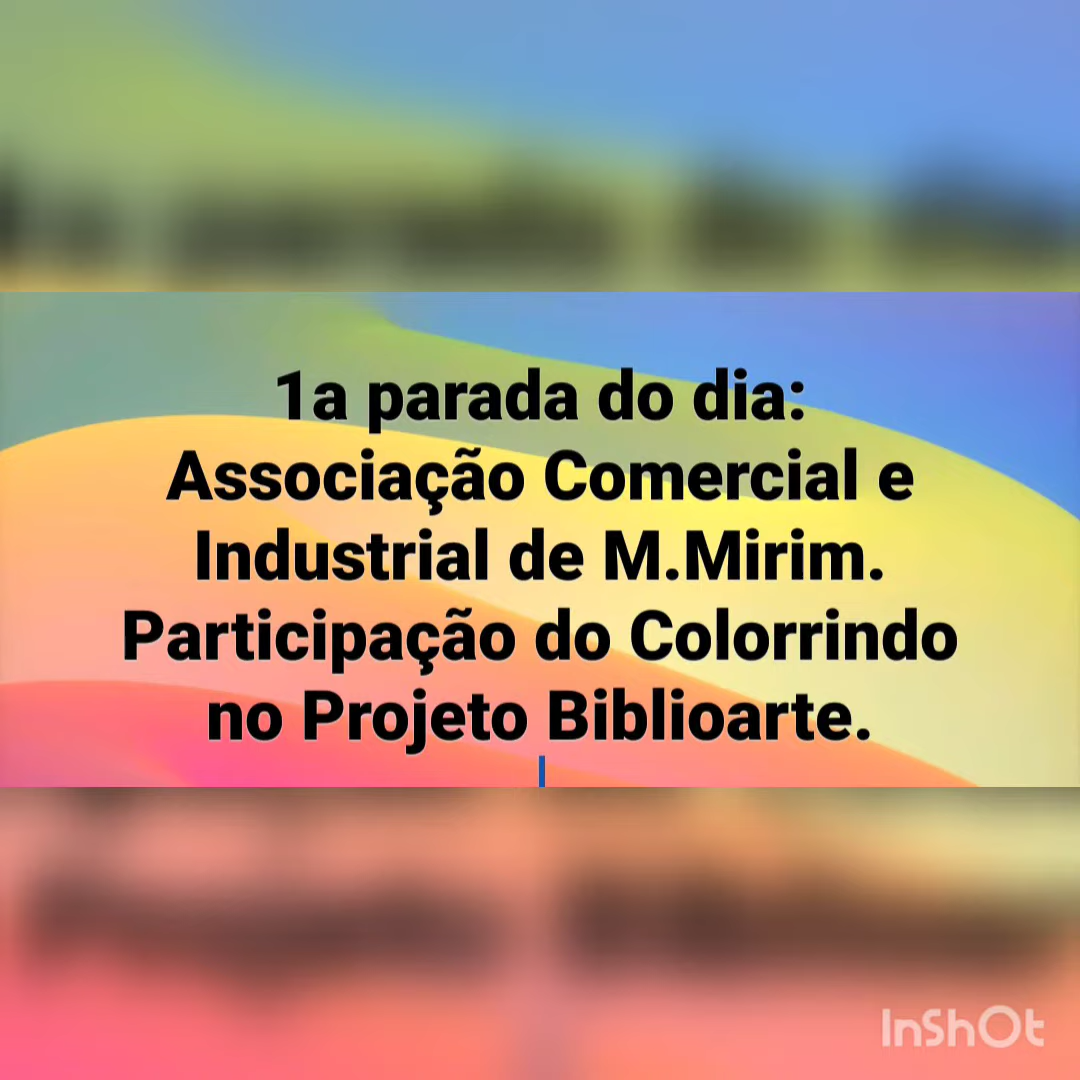 1a parada do dia:
Associação Comercial e
Industrial de M.Mirim.
Participação do Colorrindo
no Projeto Biblioarte.
InShOt